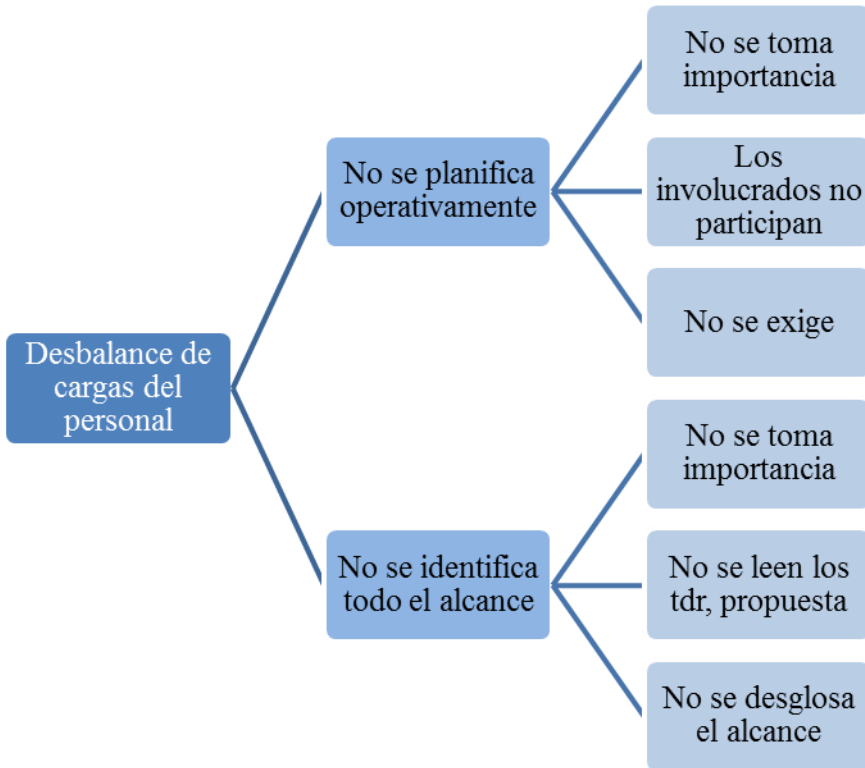 Desbalance de
cargas del
personal
No se planifica
operativamente
No se toma
importancia
Los
involucrados no
participan
No se exige
No se identifica
todo el alcance
No se toma
importancia
No se leen los
tdr, propuesta
No se desglosa
el alcance